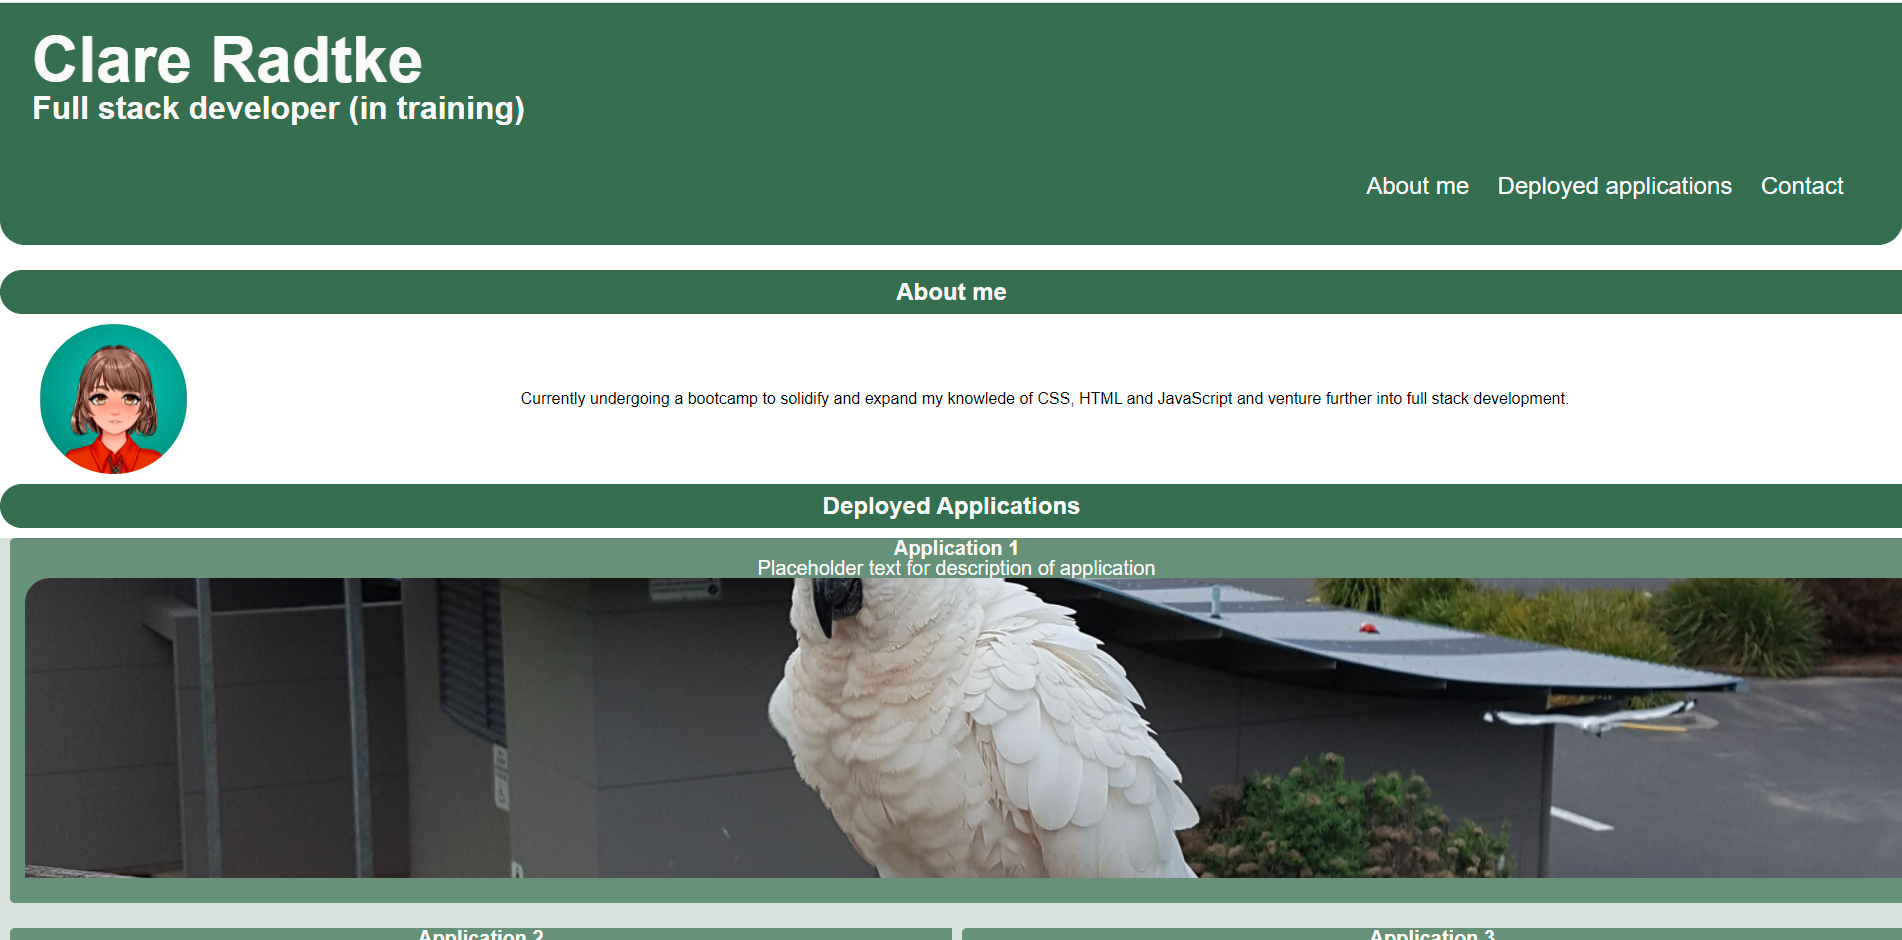 Clare Radtke
Full stack developer (in training)
About me Deployed applications Contact
About me
Currently undergoing a bootcamp to solidify and expand my knowlede of CSS, HTML and JavaScript and venture further into full stack development.
Deployed Applications
Application 1
Placeholder text for description of application
Application 2 Application 3